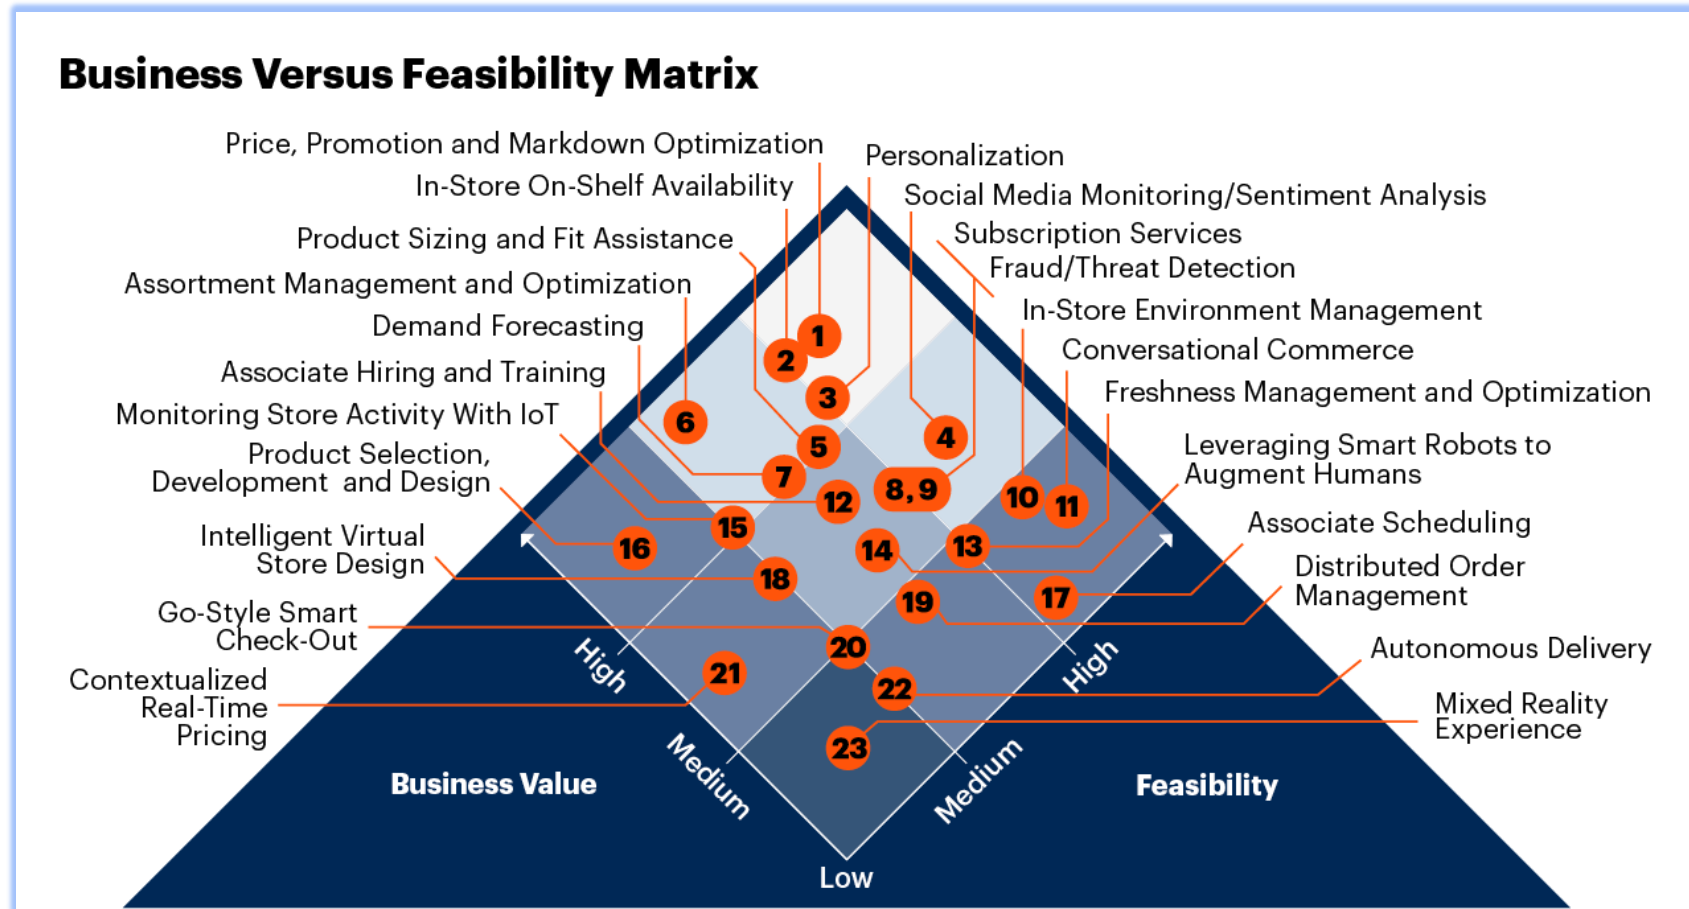 Business Versus Feasibility Matrix
Price, Promotion and Markdown Optimization
Personalization
In-Store On-Shelf Availability
Social Media Monitoring/Sentiment Analysis
Product Sizing and Fit Assistance
Subscription Services
Fraud/Threat Detection
Assortment Management and Optimization
In-Store Environment Management
Demand Forecasting
Conversational Commerce
Associate Hiring and Training
Freshness Management and Optimization
Monitoring Store Activity With IoT
Leveraging Smart Robots to
Augment Humans
Product Selection,
Development and Design
Associate Scheduling
Intelligent Virtual
Store Design
Distributed Order
Management
Go-Style Smart
Check-Out
Autonomous Delivery
Contextualized
Real-Time
Pricing
Mixed Reality
Experience
1
2
3
6
4
5
7
8, 9
12
10
11
15
16
14
13
18
19
17
20
21
22
23
High
High
Medium
Medium
Business Value
Feasibility
Low